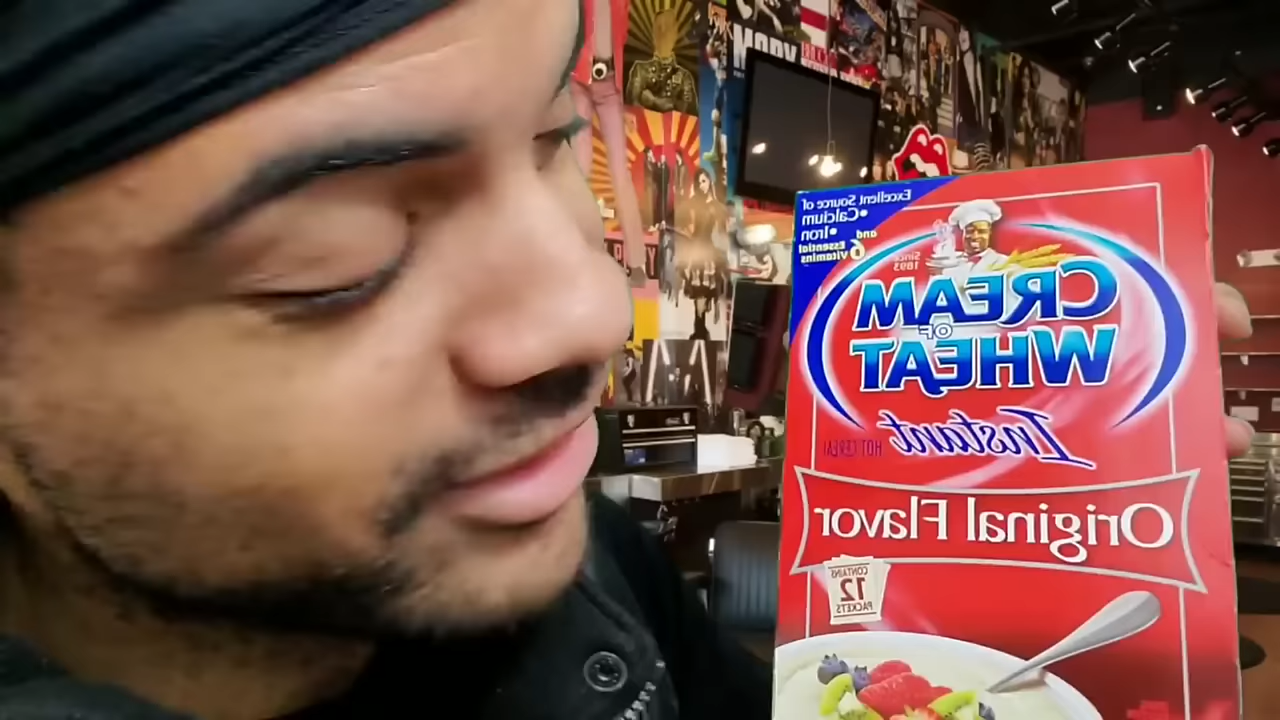 Excellent Source of
•Calcium
•Iron
and
6 Essential
Vitamins
Since
1893
CREAM
OF
WHEAT
Instant
HOT CEREAL
Original Flavor
CONTAINS
12
PACKETS